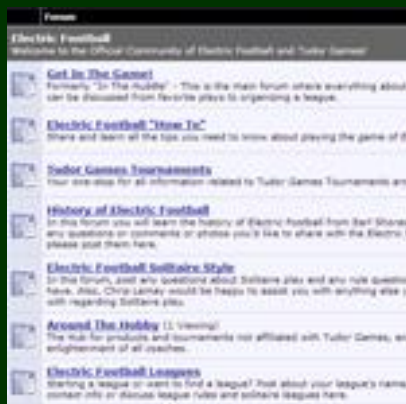 Forum
Electric Football
Welcome to the Official Community of Electric Football and Tudor Games!
Get In The Game!
Formerly "In The Huddle" - This is the main forum where everything about
can be discussed from favorite plays to organizing a league.
Electric Football "How To"
Share and learn all the tips you need to know about playing the game of E
Tudor Games Tournaments
Your one-stop for all information related to Tudor Games Tournaments an
History of Electric Football
In this forum you will learn the history of Electric Football from Earl Shores
any questions or comments or photos you'd like to share with the Electric
please post them here.
Electric Football Solitaire Style
In this forum, post any questions about Solitaire play and any rule questio
have. Also, Chris Lemay would be happy to assist you with anything else y
with regarding Solitaire play.
Around The Hobby (1 Viewing)
The Hub for products and tournaments not affiliated with Tudor Games, e
enlightenment of all coaches.
Electric Football Leagues
Starting a league or want to find a league? Post about your league's name
contact info or discuss league rules and solitaire leagues here.